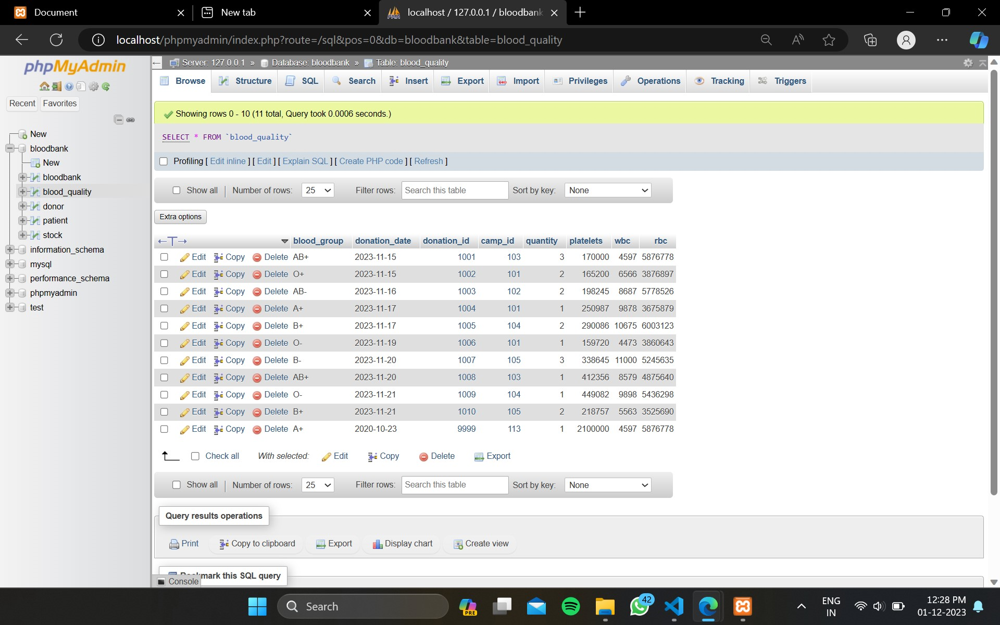 Document
New tab
localhost / 127.0.0.1 / bloodbank
localhost/phpmyadmin/index.php?route=/sql&pos=0&db=bloodbank&table=blood_quality
phpMyAdmin
Recent Favorites
New
bloodbank
New
bloodbank
blood_quality
donor
patient
stock
information_schema
mysql
performance_schema
phpmyadmin
test
Server: 127.0.0.1 » Database: bloodbank » Table: blood_quality
Browse Structure SQL Search Insert Export Import Privileges Operations Tracking Triggers
Showing rows 0 - 10 (11 total, Query took 0.0006 seconds.)
SELECT * FROM `blood_quality`
Profiling [ Edit inline ] [ Edit ] [ Explain SQL ] [ Create PHP code ] [ Refresh ]
Show all Number of rows: 25 Filter rows: Search this table Sort by key: None
Extra options
blood_group donation_date donation_id camp_id quantity platelets wbc rbc
Edit Copy Delete AB+ 2023-11-15 1001 103 3 170000 4597 5876778
Edit Copy Delete O+ 2023-11-15 1002 101 2 165200 6566 3876897
Edit Copy Delete AB- 2023-11-16 1003 102 2 198245 8687 5778526
Edit Copy Delete A+ 2023-11-17 1004 101 1 250987 9878 3675879
Edit Copy Delete B+ 2023-11-17 1005 104 2 290086 10675 6003123
Edit Copy Delete O- 2023-11-19 1006 101 1 159720 4473 3860643
Edit Copy Delete B- 2023-11-20 1007 105 3 338645 11000 5245635
Edit Copy Delete AB+ 2023-11-20 1008 103 1 412356 8579 4875640
Edit Copy Delete O- 2023-11-21 1009 104 1 449082 9898 5436298
Edit Copy Delete B+ 2023-11-21 1010 105 2 218757 5563 3525690
Edit Copy Delete A+ 2020-10-23 9999 113 1 2100000 4597 5876778
Check all With selected: Edit Copy Delete Export
Show all Number of rows: 25 Filter rows: Search this table Sort by key: None
Query results operations
Print Copy to clipboard Export Display chart Create view
Bookmark this SQL query
Console
Search
PRE
42
ENG
IN
12:28 PM
01-12-2023